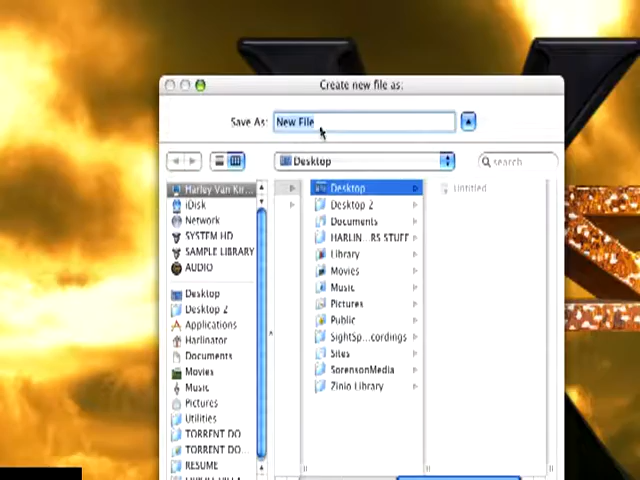 Create new file as:
Save As: New File
Desktop
search
Harley Van Kir...
iDisk
Network
SYSTEM HD
SAMPLE LIBRARY
AUDIO
Desktop
Desktop 2
Applications
Harlinator
Documents
Movies
Music
Pictures
Utilities
TORRENT DO
TORRENT DO...
RESUME
Desktop
Desktop 2
Documents
HARLIN...RS STUFF
Library
Movies
Music
Pictures
Public
SightSp...cordings
Sites
SorensonMedia
Zinio Library
Untitled